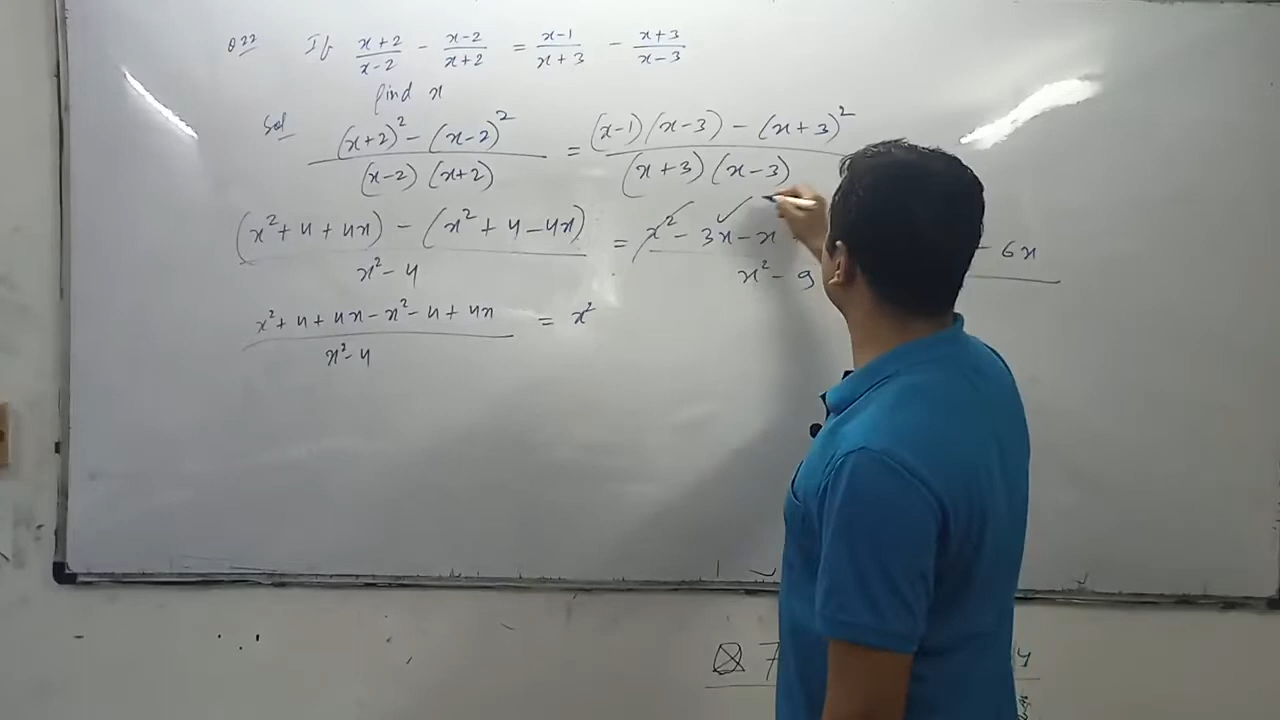 Q22 If (x+2)/(x-2) - (x-2)/(x+2) = (x-1)/(x+3) - (x+3)/(x-3)
find x
Sol ((x+2)² - (x-2)²)/((x-2)(x+2)) = ((x-1)(x-3) - (x+3)²)/((x+3)(x-3))
((x²+4+4x) - (x²+4-4x))/(x²-4) = (x²-3x-x - 6x)/(x²-9)
(x²+4+4x-x²-4+4x)/(x²-4) = x²
7
4